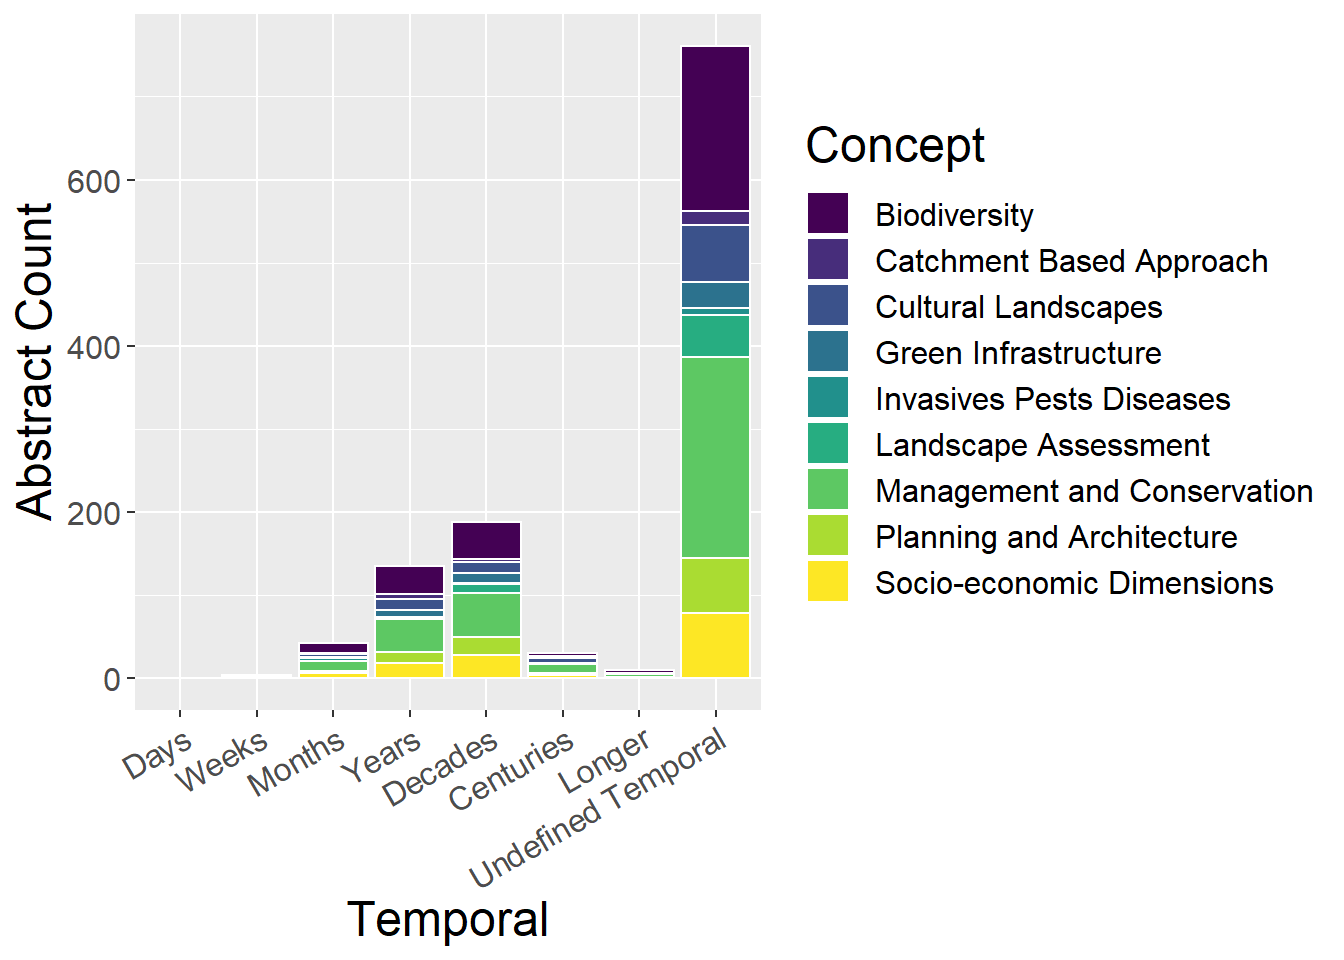 Abstract Count
600
400
200
0
Days
Weeks
Months
Years
Decades
Centuries
Longer
Undefined Temporal
Temporal
Concept
Biodiversity
Catchment Based Approach
Cultural Landscapes
Green Infrastructure
Invasives Pests Diseases
Landscape Assessment
Management and Conservation
Planning and Architecture
Socio-economic Dimensions